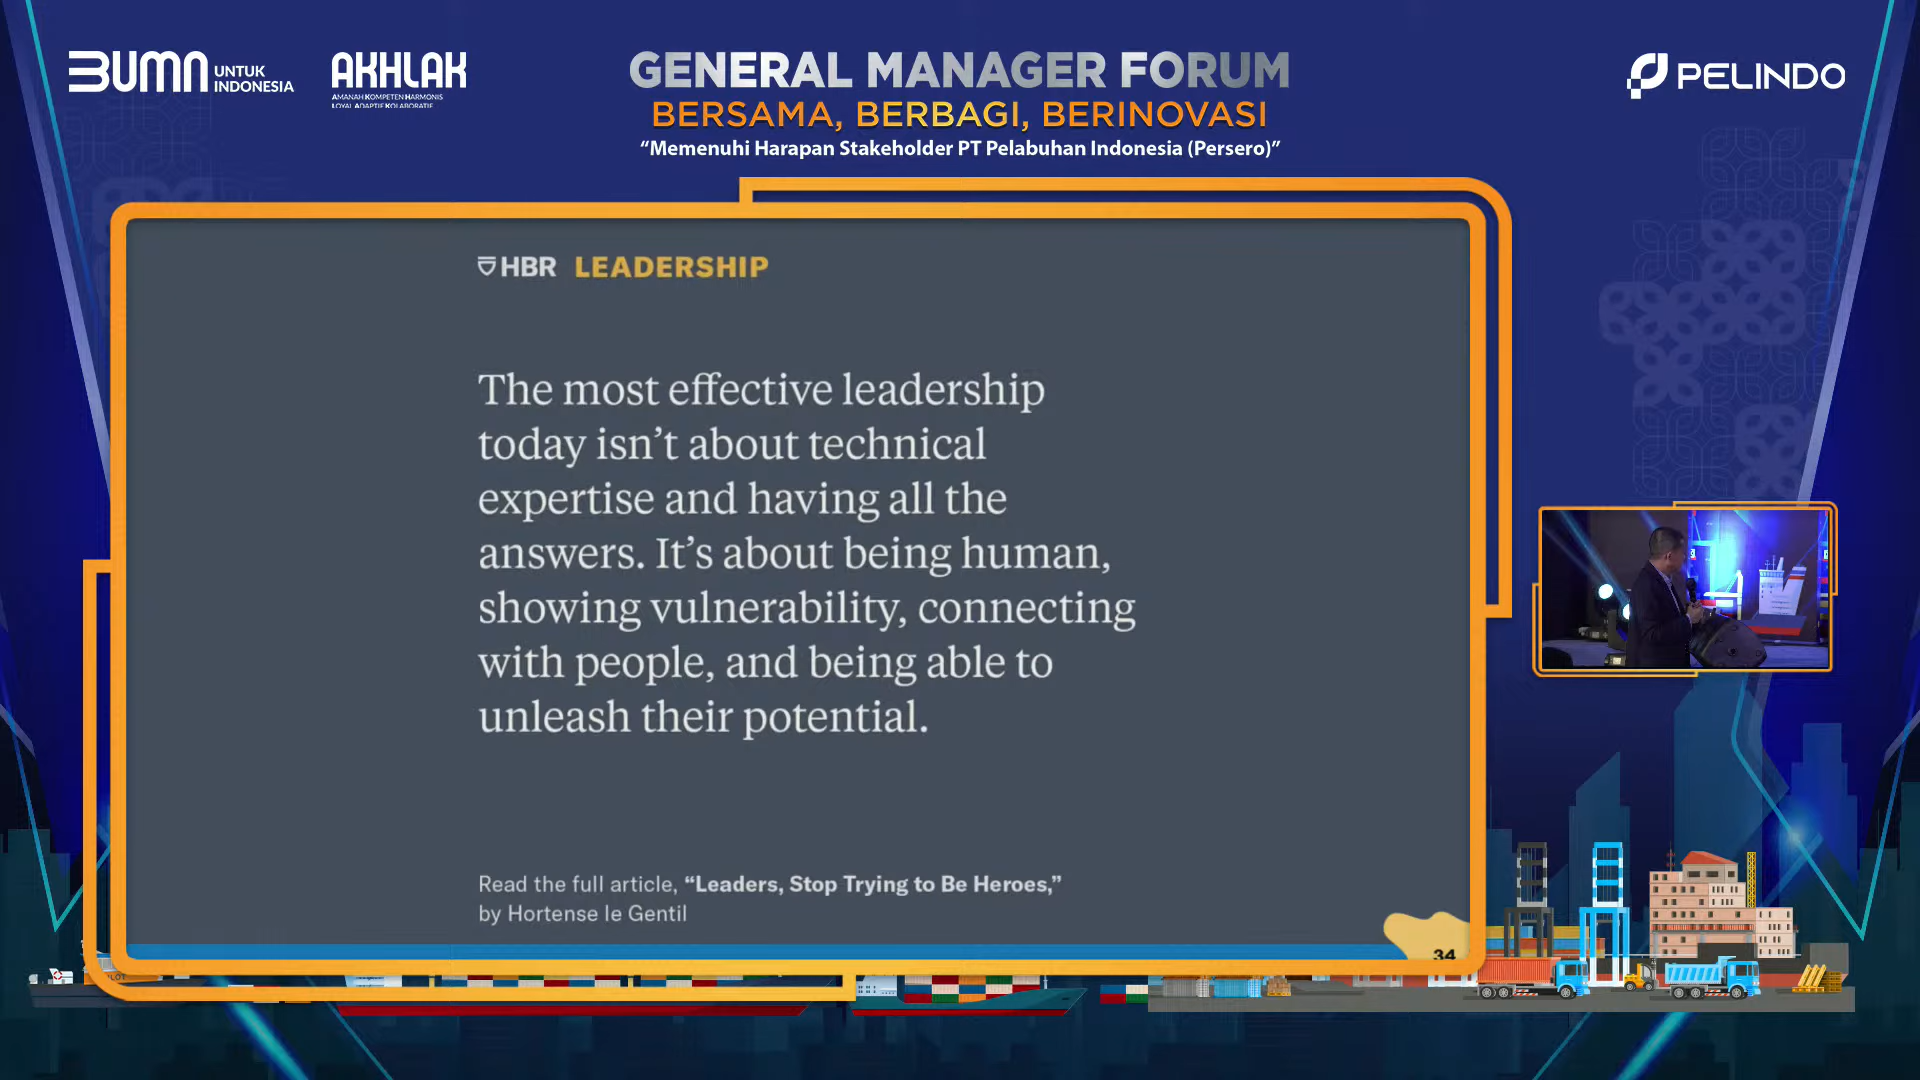 BUMN UNTUK INDONESIA
AKHLAK
AMANAH KOMPETEN HARMONIS
LOYAL ADAPTIF KOLABORATIF
GENERAL MANAGER FORUM
BERSAMA, BERBAGI, BERINOVASI
“Memenuhi Harapan Stakeholder PT Pelabuhan Indonesia (Persero)”
PELINDO
HBR LEADERSHIP
The most effective leadership
today isn’t about technical
expertise and having all the
answers. It’s about being human,
showing vulnerability, connecting
with people, and being able to
unleash their potential.
Read the full article, “Leaders, Stop Trying to Be Heroes,”
by Hortense le Gentil
34